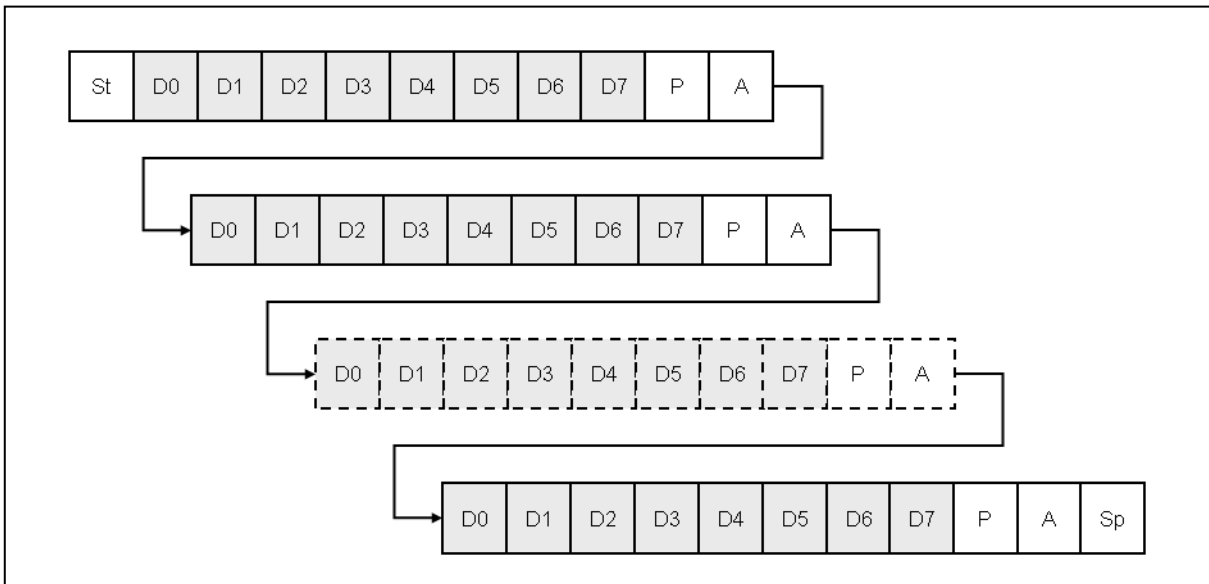 St D0 D1 D2 D3 D4 D5 D6 D7 P A
D0 D1 D2 D3 D4 D5 D6 D7 P A
D0 D1 D2 D3 D4 D5 D6 D7 P A
D0 D1 D2 D3 D4 D5 D6 D7 P A Sp